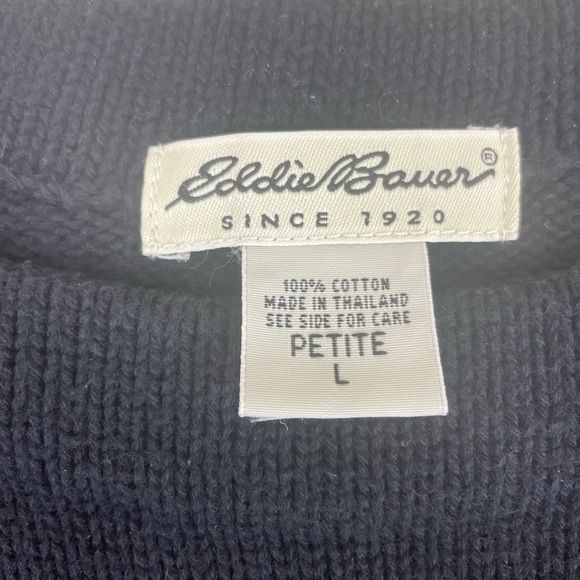 Eddie Bauer®
SINCE 1920
100% COTTON
MADE IN THAILAND
SEE SIDE FOR CARE
PETITE
L